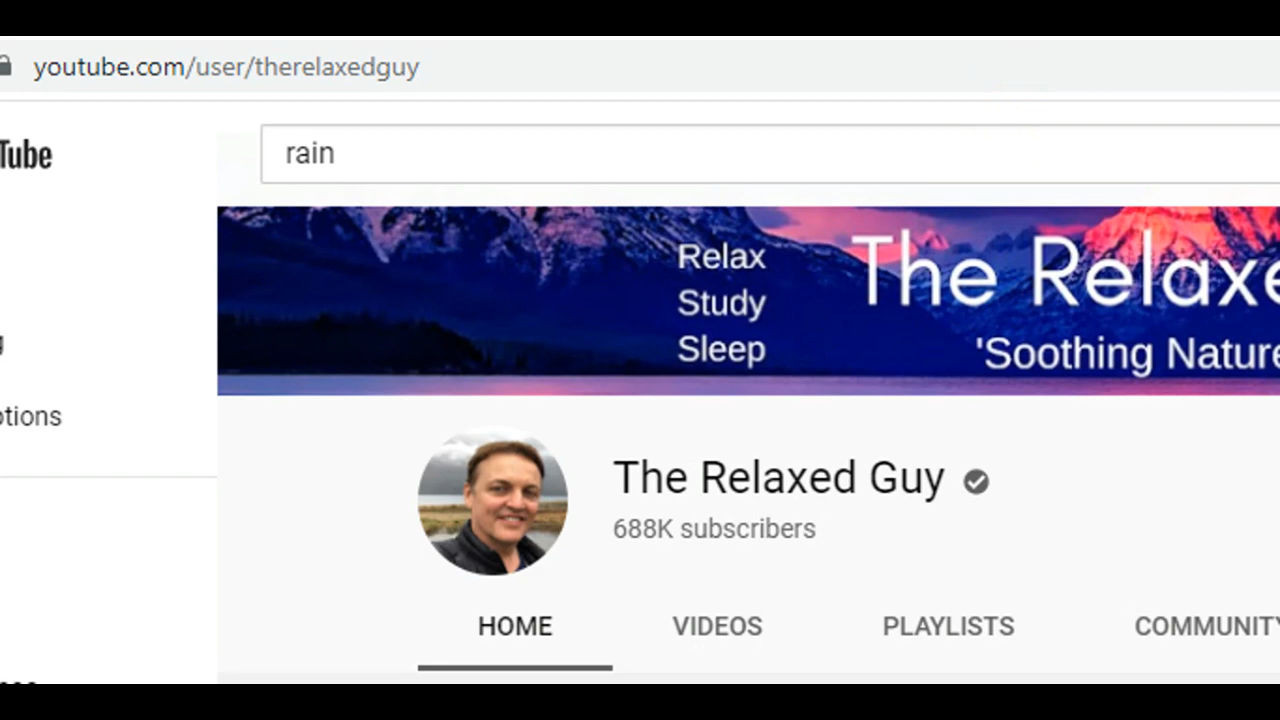 youtube.com/user/therelaxedguy
Tube
rain
Relax
Study
Sleep
The Relaxe
'Soothing Nature
otions
The Relaxed Guy
688K subscribers
HOME VIDEOS PLAYLISTS COMMUNITY